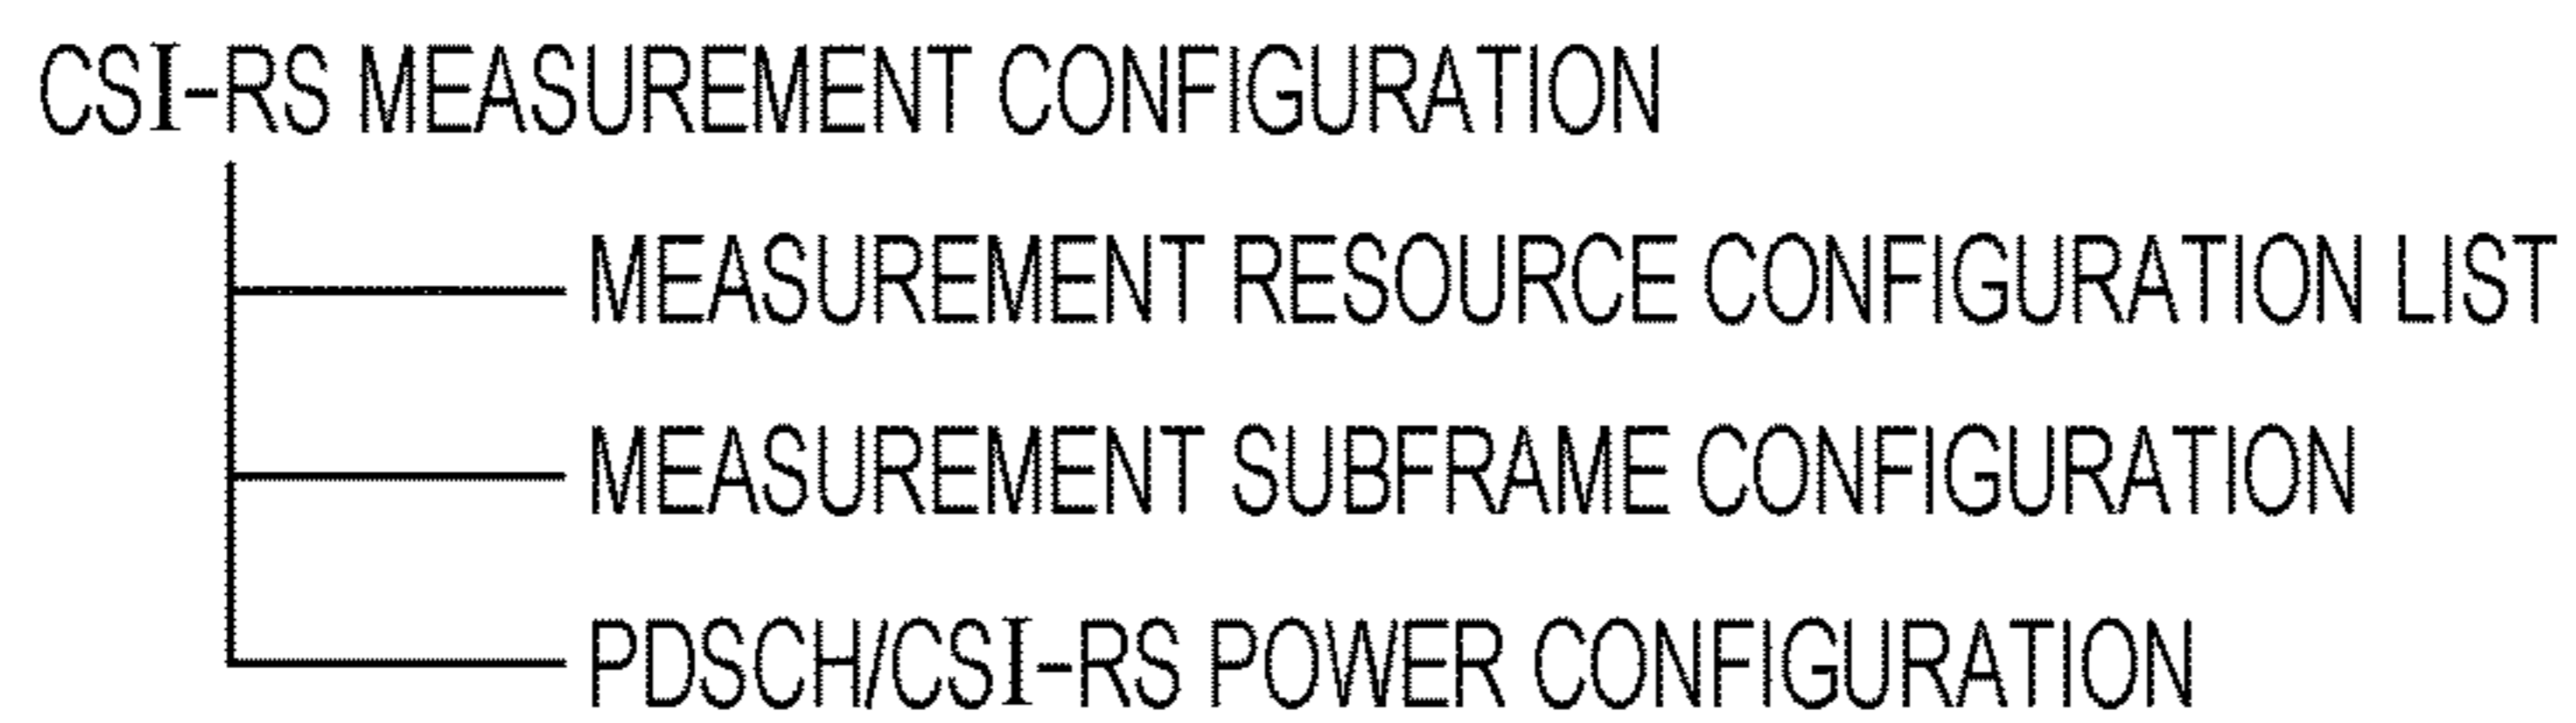 CSI-RS MEASUREMENT CONFIGURATION
MEASUREMENT RESOURCE CONFIGURATION LIST
MEASUREMENT SUBFRAME CONFIGURATION
PDSCH/CSI-RS POWER CONFIGURATION